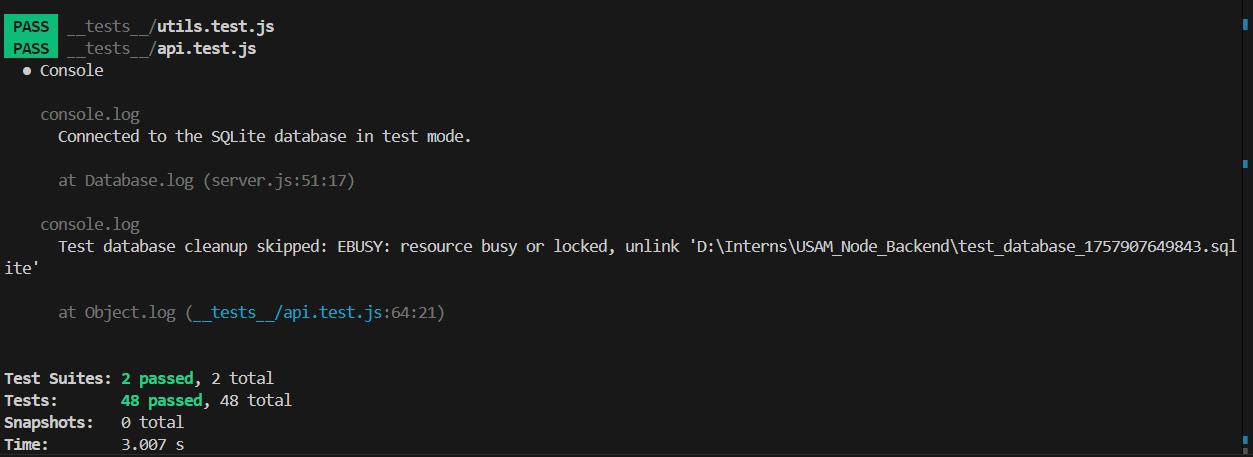 PASS __tests__/utils.test.js
PASS __tests__/api.test.js
● Console
console.log
Connected to the SQLite database in test mode.
at Database.log (server.js:51:17)
console.log
Test database cleanup skipped: EBUSY: resource busy or locked, unlink 'D:\Interns\USAM_Node_Backend\test_database_1757907649843.sql
ite'
at Object.log (__tests__/api.test.js:64:21)
Test Suites: 2 passed, 2 total
Tests: 48 passed, 48 total
Snapshots: 0 total
Time: 3.007 s